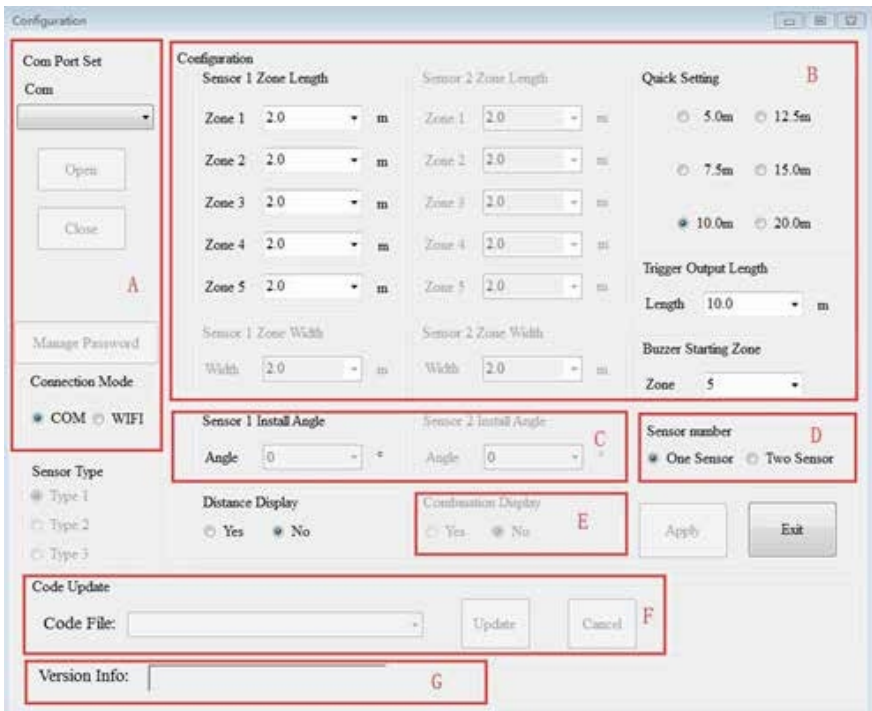 Configuration
Com Port Set
Com
Open
Close
A
Manage Password
Connection Mode
COM WIFI
Sensor Type
Type 1
Type 2
Type 3
Configuration
Sensor 1 Zone Length
Zone 1 2.0 m
Zone 2 2.0 m
Zone 3 2.0 m
Zone 4 2.0 m
Zone 5 2.0 m
Sensor 1 Zone Width
Width 2.0 m
Sensor 2 Zone Length
Zone 1 2.0 m
Zone 2 2.0 m
Zone 3 2.0 m
Zone 4 2.0 m
Zone 5 2.0 m
Sensor 2 Zone Width
Width 2.0 m
Quick Setting B
5.0m 12.5m
7.5m 15.0m
10.0m 20.0m
Trigger Output Length
Length 10.0 m
Buzzer Starting Zone
Zone 5
Sensor 1 Install Angle
Angle 0 °
Sensor 2 Install Angle C
Angle 0 °
Sensor number D
One Sensor Two Sensor
Distance Display
Yes No
Combination Display
Yes No E
Apply Exit
Code Update
Code File: Update Cancel F
Version Info: G